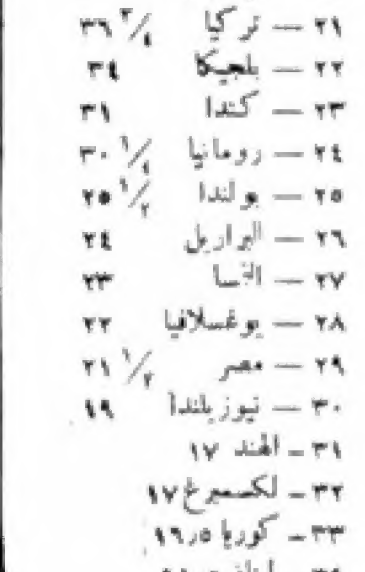 ٢١ — تركيا ٣٦ ٣/٤
٢٢ — بلجيكا ٣٤
٢٣ — كندا ٣١
٢٤ — رومانيا ٣٠ ١/٤
٢٥ — بولندا ٢٥ ١/٢
٢٦ — البرازيل ٢٤
٢٧ — النمسا ٢٣
٢٨ — يوغسلافيا ٢٢
٢٩ — مصر ٢١ ١/٢
٣٠ — نيوزيلندا ١٩
٣١ – الهند ١٧
٣٢ – لكسمبرغ ١٧
٣٣ – كوريا ١٦٫٥